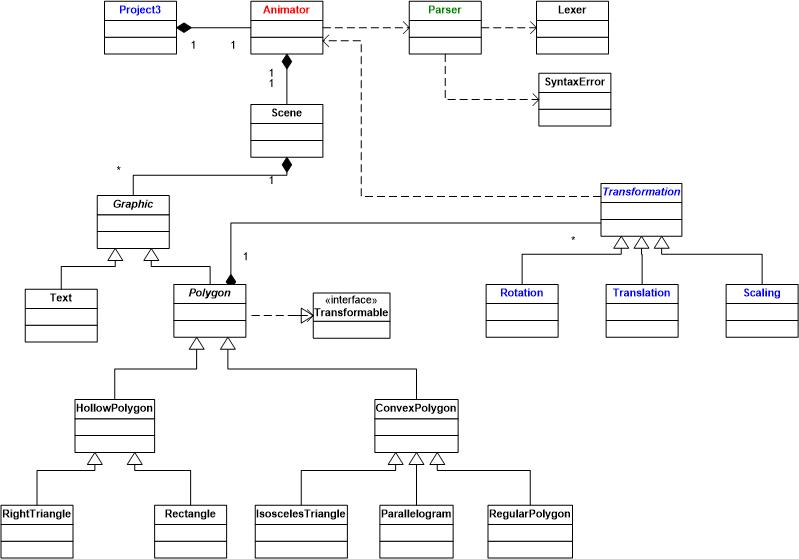 Project3
Animator
Parser
Lexer
1
1
1
1
SyntaxError
Scene
*
1
Graphic
Transformation
*
1
Text
Polygon
«interface»
Transformable
Rotation
Translation
Scaling
HollowPolygon
ConvexPolygon
RightTriangle
Rectangle
IsoscelesTriangle
Parallelogram
RegularPolygon